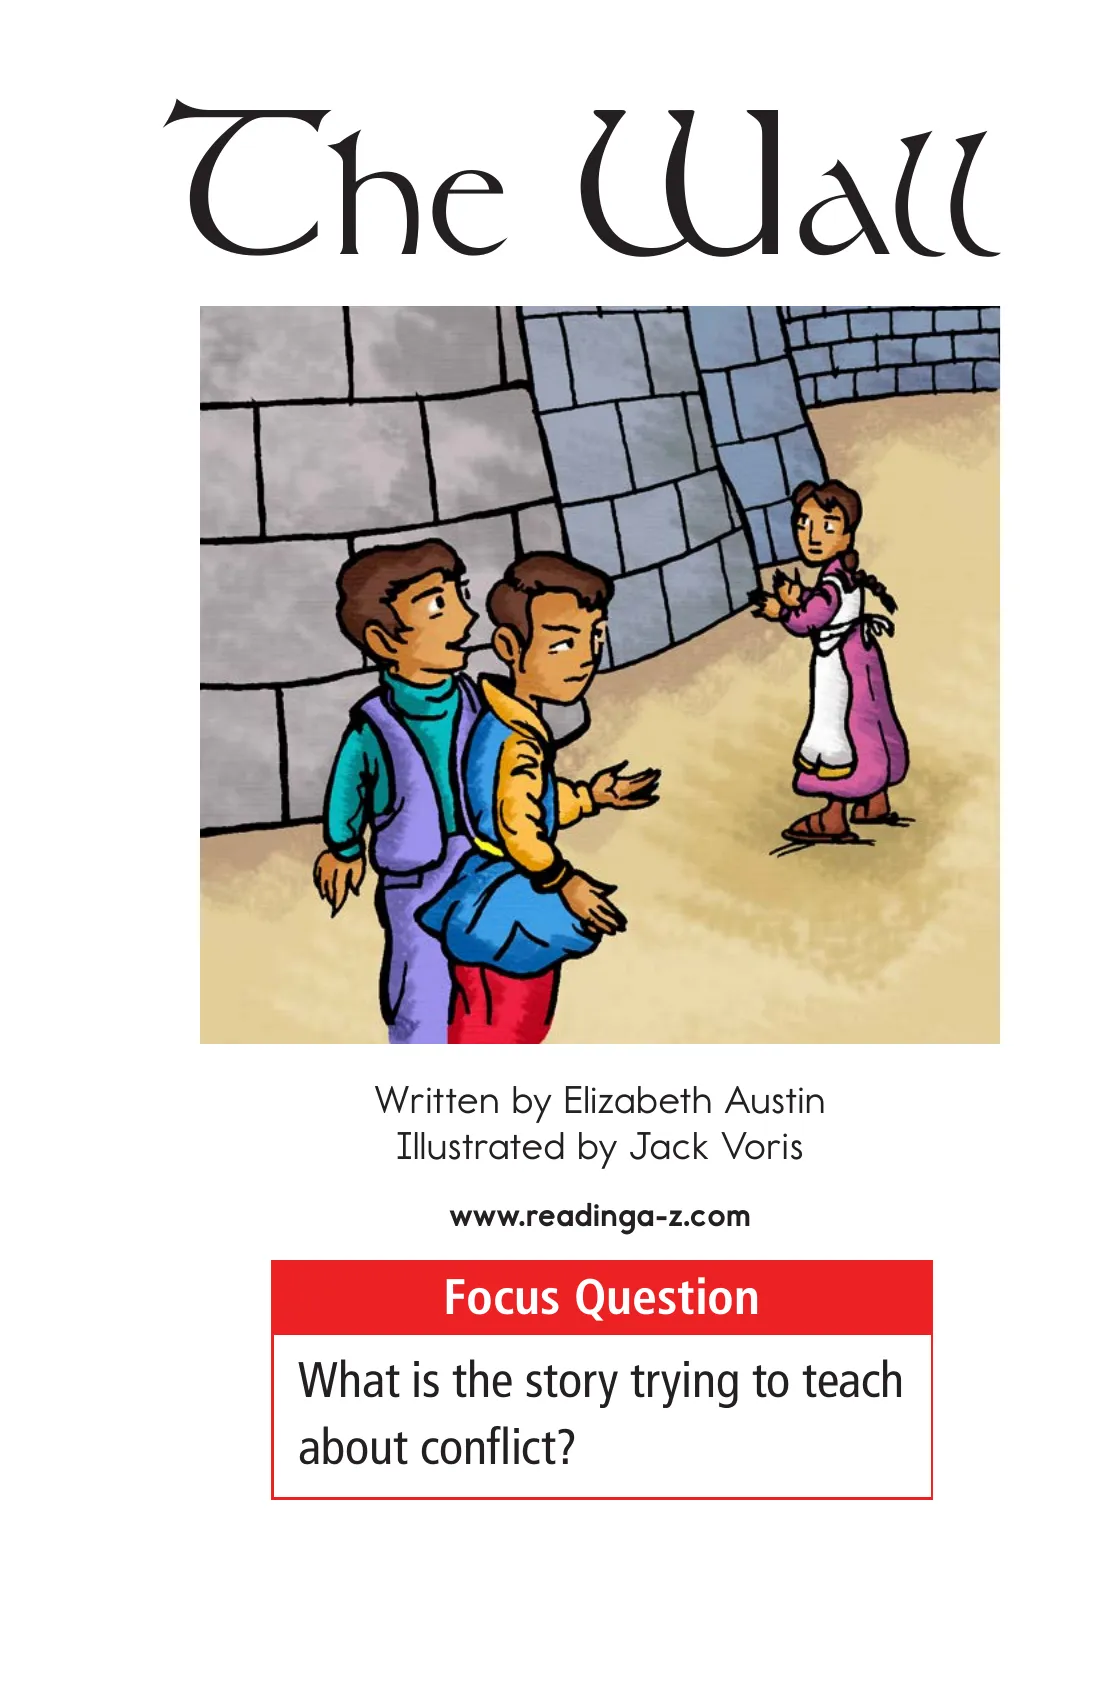 The Wall
Written by Elizabeth Austin
Illustrated by Jack Voris
www.readinga-z.com
Focus Question
What is the story trying to teach
about conflict?